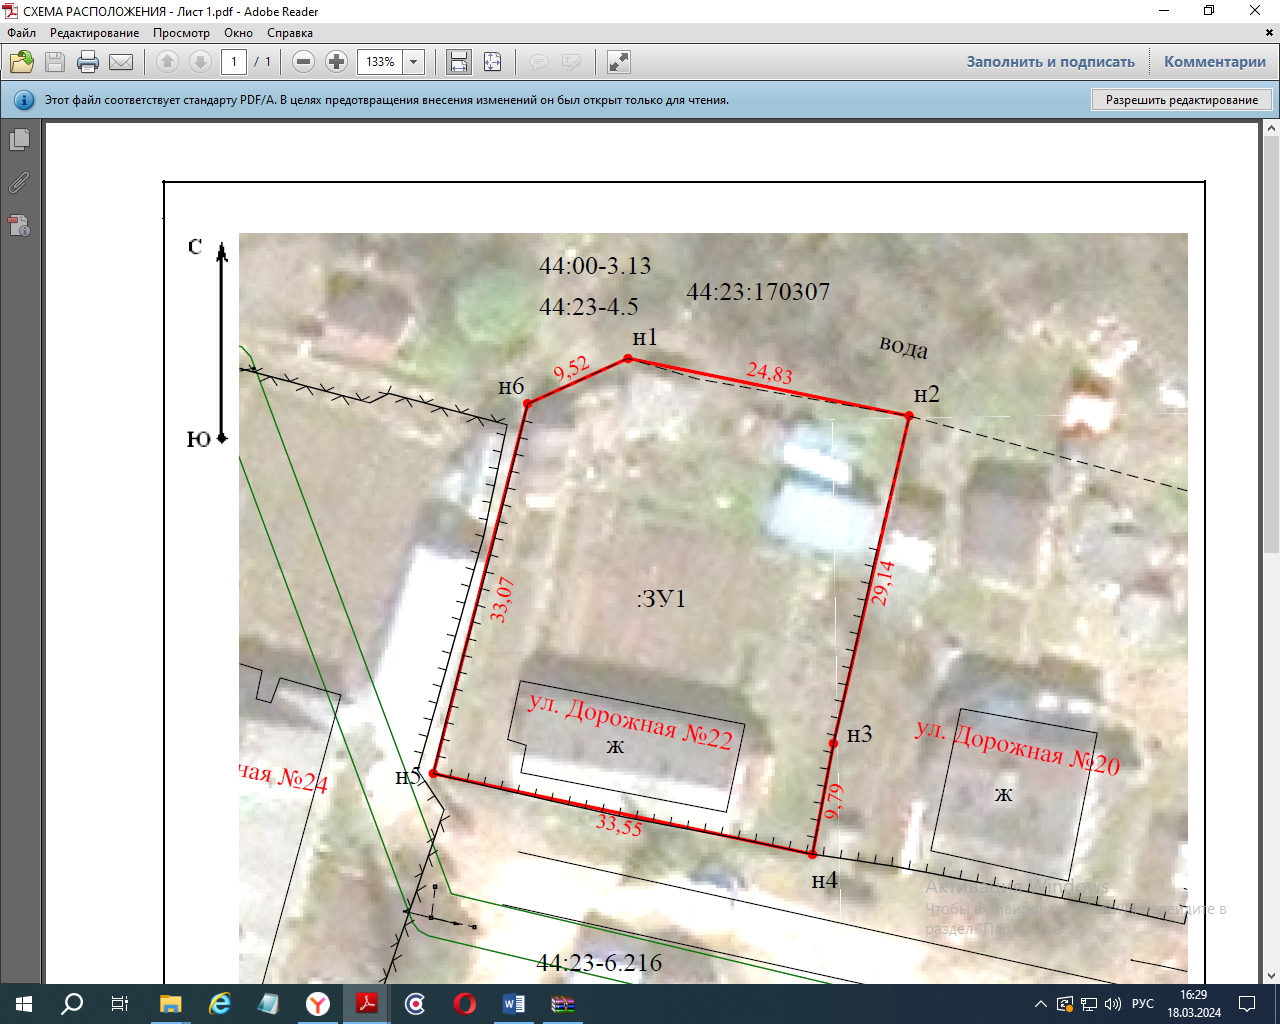 СХЕМА РАСПОЛОЖЕНИЯ - Лист 1.pdf - Adobe Reader
Файл Редактирование Просмотр Окно Справка
1 / 1 133% Заполнить и подписать Комментарии
Этот файл соответствует стандарту PDF/A. В целях предотвращения внесения изменений он был открыт только для чтения. Разрешить редактирование
С
Ю
44:00-3.13
44:23:170307
44:23-4.5
н1
вода
9,52
24,83
н6
н2
33,07
29,14
:ЗУ1
ул. Дорожная №22
ж
н3
ул. Дорожная №20
ж
ная №24
н5
9,79
33,55
н4
Активация Windows
44:23-6.216
РУС
16:29
18.03.2024